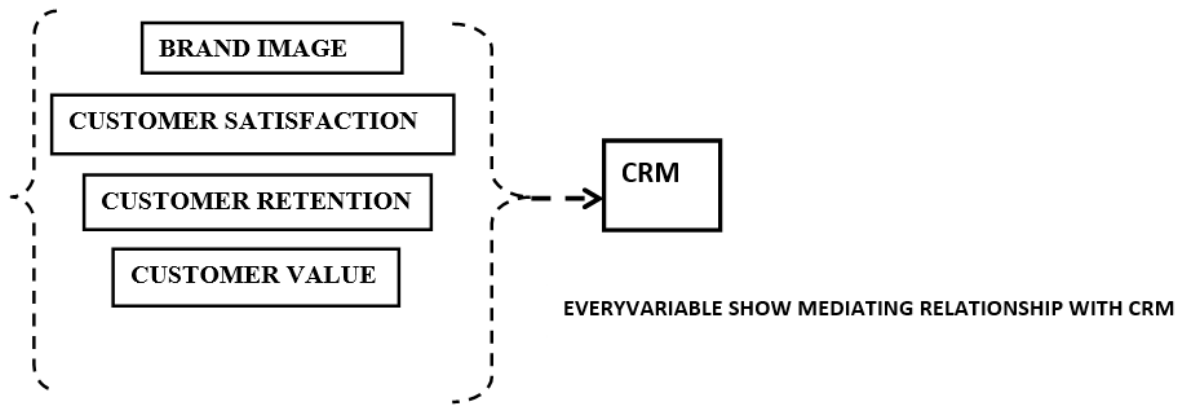 BRAND IMAGE
CUSTOMER SATISFACTION
CUSTOMER RETENTION
CUSTOMER VALUE
CRM
EVERYVARIABLE SHOW MEDIATING RELATIONSHIP WITH CRM